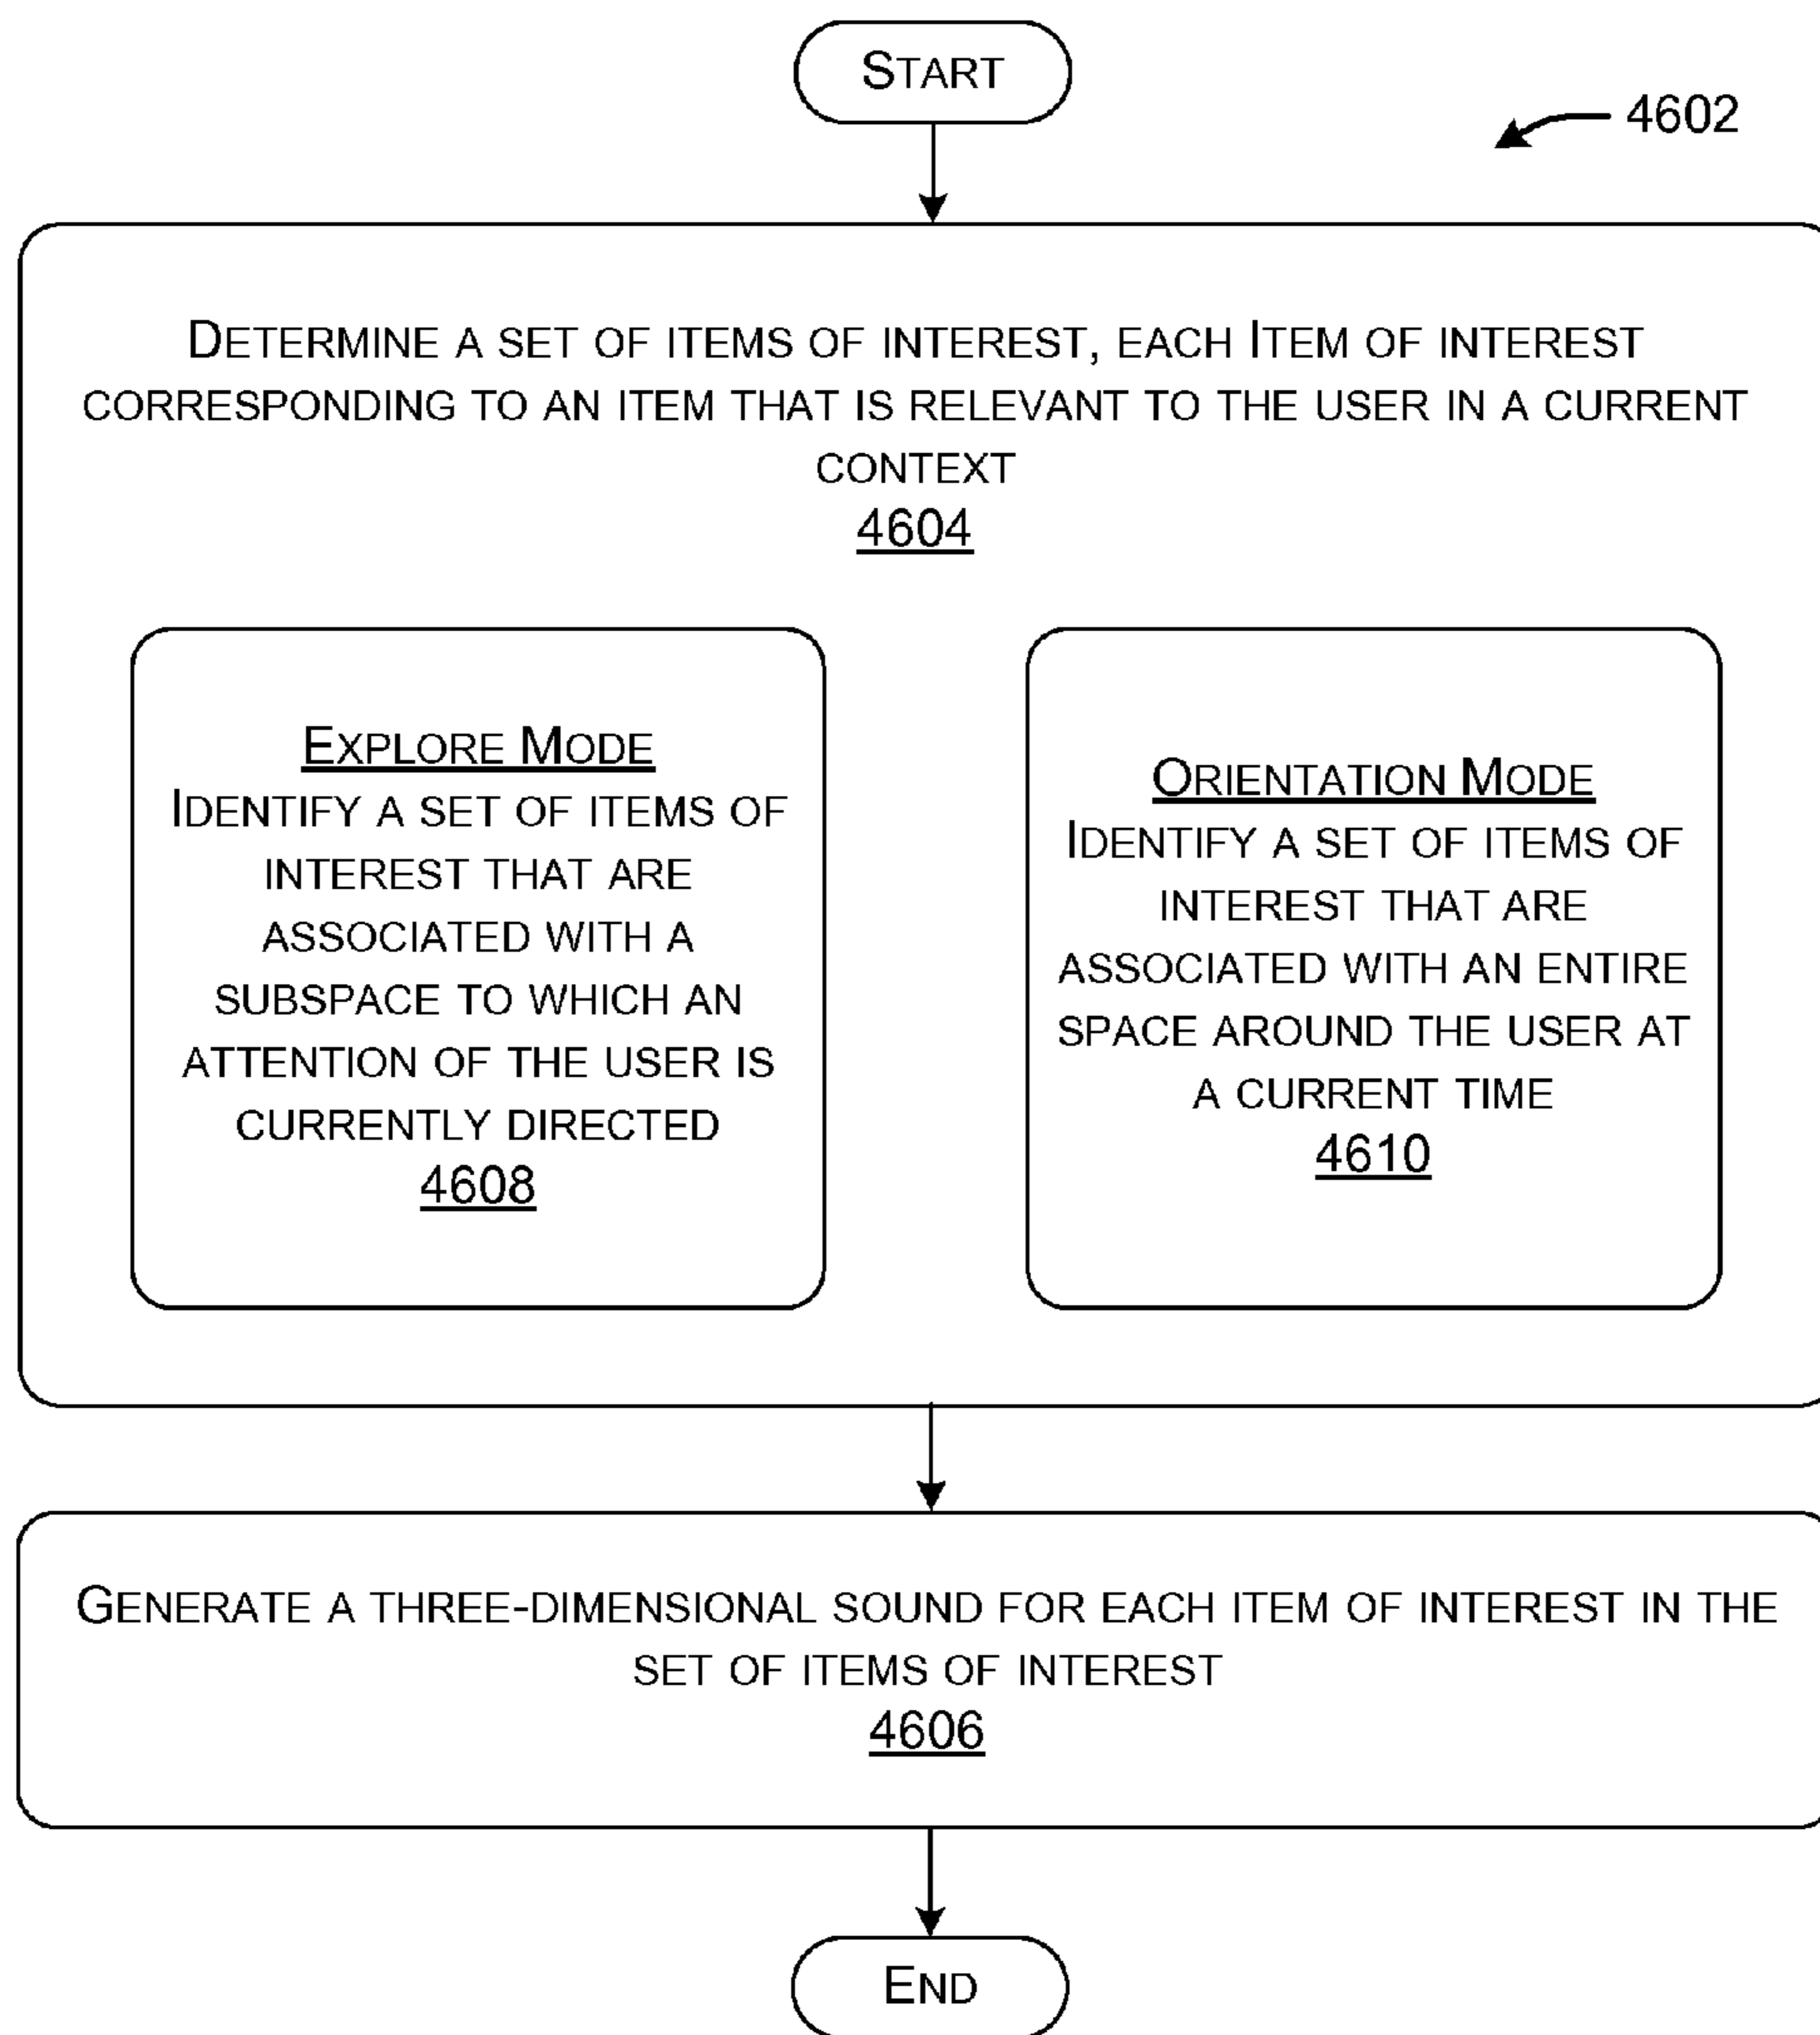 START
4602
DETERMINE A SET OF ITEMS OF INTEREST, EACH ITEM OF INTEREST
CORRESPONDING TO AN ITEM THAT IS RELEVANT TO THE USER IN A CURRENT
CONTEXT
4604
EXPLORE MODE
IDENTIFY A SET OF ITEMS OF
INTEREST THAT ARE
ASSOCIATED WITH A
SUBSPACE TO WHICH AN
ATTENTION OF THE USER IS
CURRENTLY DIRECTED
4608
ORIENTATION MODE
IDENTIFY A SET OF ITEMS OF
INTEREST THAT ARE
ASSOCIATED WITH AN ENTIRE
SPACE AROUND THE USER AT
A CURRENT TIME
4610
GENERATE A THREE-DIMENSIONAL SOUND FOR EACH ITEM OF INTEREST IN THE
SET OF ITEMS OF INTEREST
4606
END